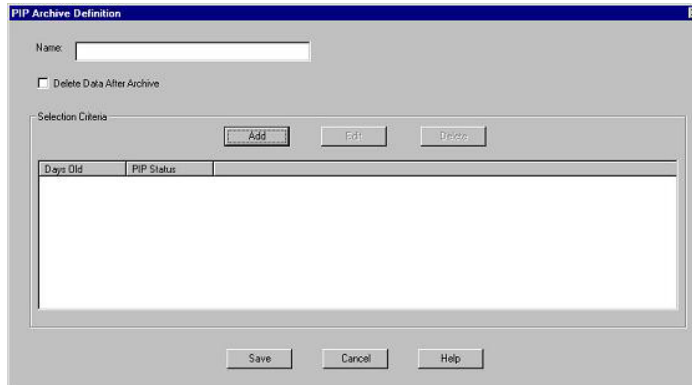 PIP Archive Definition
Name:
Delete Data After Archive
Selection Criteria
Add Edit Delete
Days Old PIP Status
Save Cancel Help